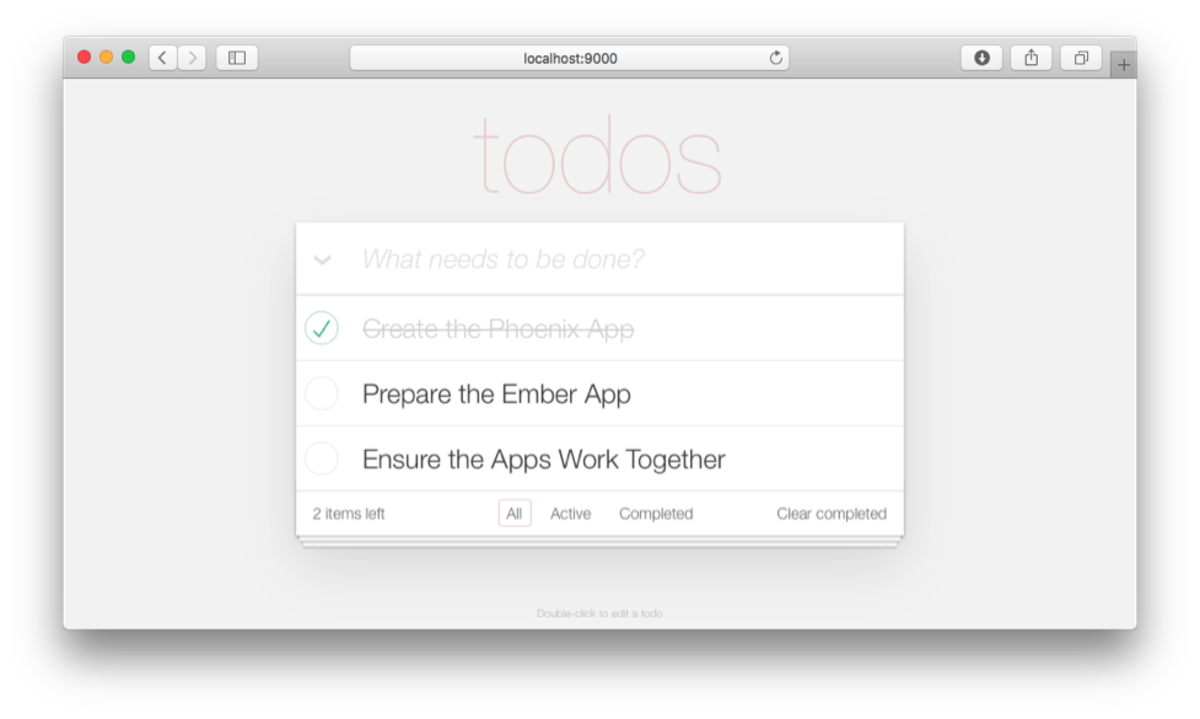 localhost:9000
todos
What needs to be done?
Create the Phoenix App
Prepare the Ember App
Ensure the Apps Work Together
2 items left All Active Completed Clear completed
Double-click to edit a todo